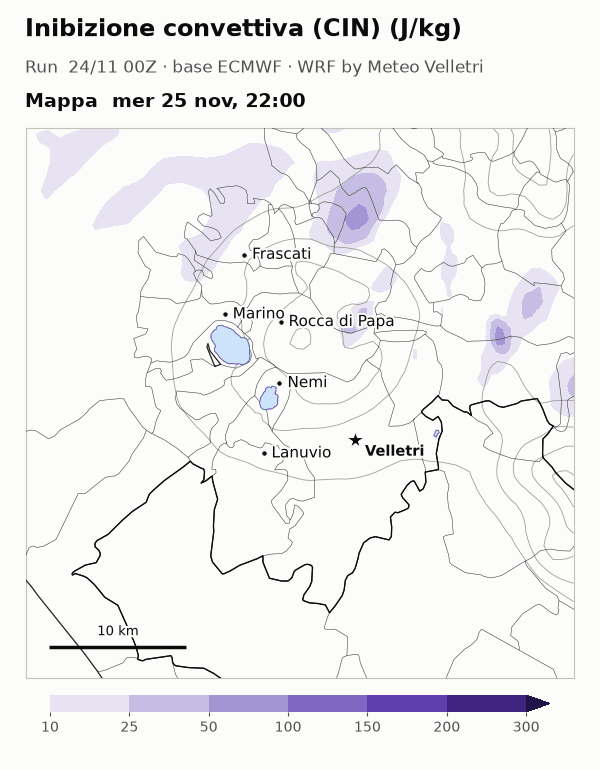 Inibizione convettiva (CIN) (J/kg)
Run  24/11 00Z · base ECMWF · WRF by Meteo Velletri
Mappa  mer 25 nov, 22:00
Frascati
Marino
Rocca di Papa
Nemi
Velletri
Lanuvio
10 km
10 25 50 100 150 200 300